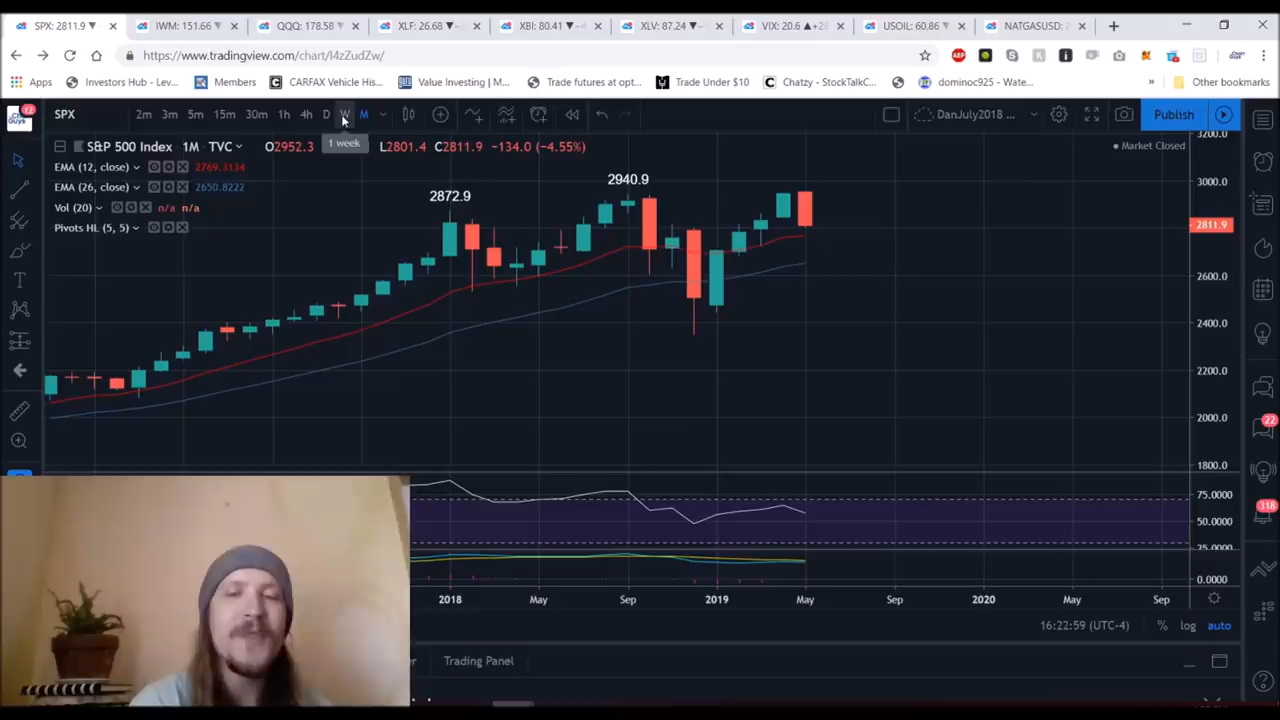 SPX: 2811.9 ▼ IWM: 151.66 ▼ QQQ: 178.58 ▼ XLF: 26.68 ▼− XBI: 80.41 ▼− XLV: 87.24 ▼− VIX: 20.6 ▲+28 USOIL: 60.86 ▼ NATGASUSD: 2.
https://www.tradingview.com/chart/I4zZudZw/
Apps Investors Hub - Lev... Members CARFAX Vehicle His... Value Investing | M... Trade futures at opt... Trade Under $10 Chatzy - StockTalkC... dominoc925 - Wate... » Other bookmarks
12 SPX 2m 3m 5m 15m 30m 1h 4h D W M DanJuly2018 ... Publish
1 week
S&P 500 Index 1M TVC O2952.3 L2801.4 C2811.9 −134.0 (−4.55%) Market Closed
EMA (12, close) 2769.3134
EMA (26, close) 2650.8222
Vol (20) n/a n/a
Pivots HL (5, 5)
2872.9
2940.9
3200.0
3000.0
2811.9
2600.0
2400.0
2200.0
2000.0
1800.0
75.0000
50.0000
25.0000
0.0000
22
318
2018 May Sep 2019 May Sep 2020 May Sep
16:22:59 (UTC-4) % log auto
Trading Panel